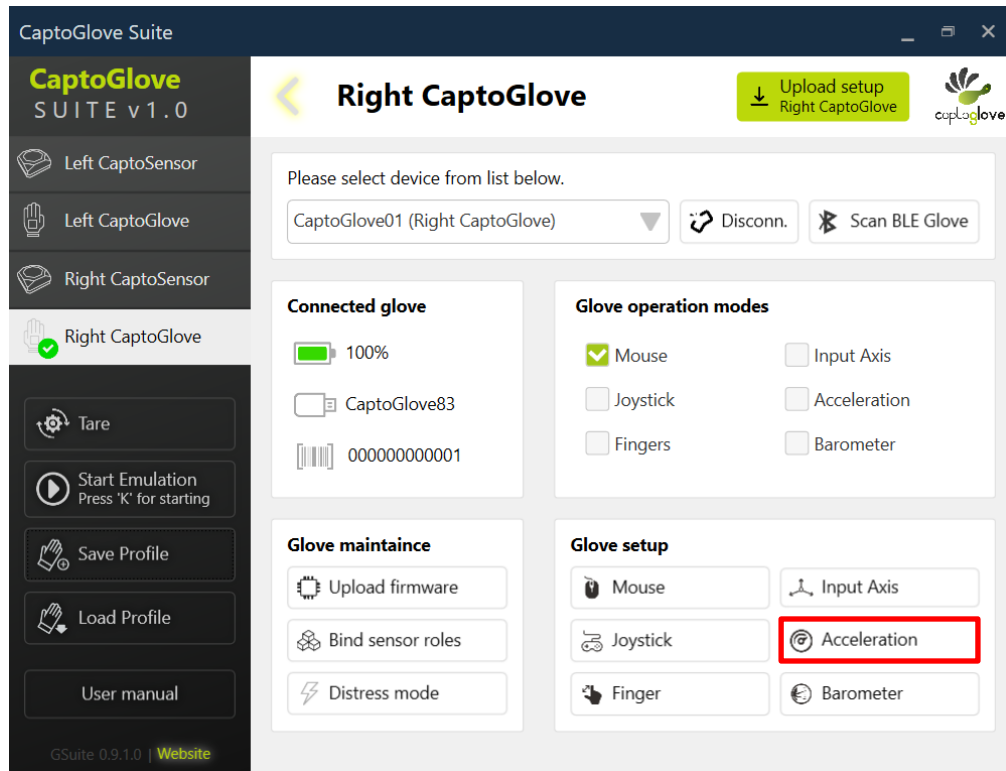 CaptoGlove Suite
CaptoGlove
SUITE v1.0
Left CaptoSensor
Left CaptoGlove
Right CaptoSensor
Right CaptoGlove
Tare
Start Emulation
Press 'K' for starting
Save Profile
Load Profile
User manual
GSuite 0.9.1.0 | Website
Right CaptoGlove
Upload setup
Right CaptoGlove
captoglove
Please select device from list below.
CaptoGlove01 (Right CaptoGlove)
Disconn.
Scan BLE Glove
Connected glove
100%
CaptoGlove83
000000000001
Glove operation modes
Mouse
Input Axis
Joystick
Acceleration
Fingers
Barometer
Glove maintaince
Upload firmware
Bind sensor roles
Distress mode
Glove setup
Mouse
Input Axis
Joystick
Acceleration
Finger
Barometer